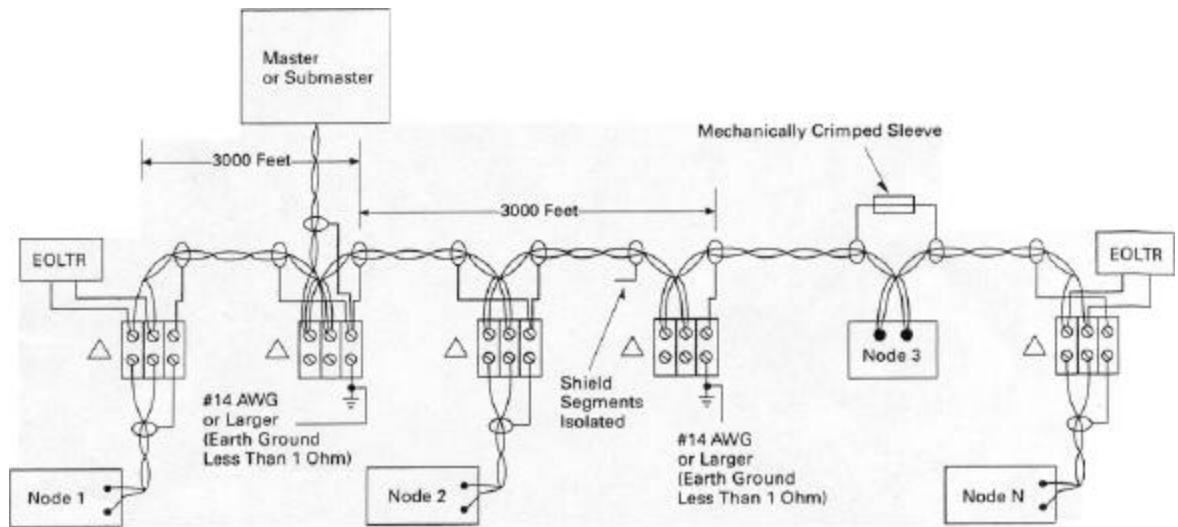 Master
or Submaster
Mechanically Crimped Sleeve
3000 Feet
3000 Feet
EOLTR
EOLTR
Node 3
#14 AWG
or Larger
(Earth Ground
Less Than 1 Ohm)
Shield
Segments
Isolated
#14 AWG
or Larger
(Earth Ground
Less Than 1 Ohm)
Node 1
Node 2
Node N